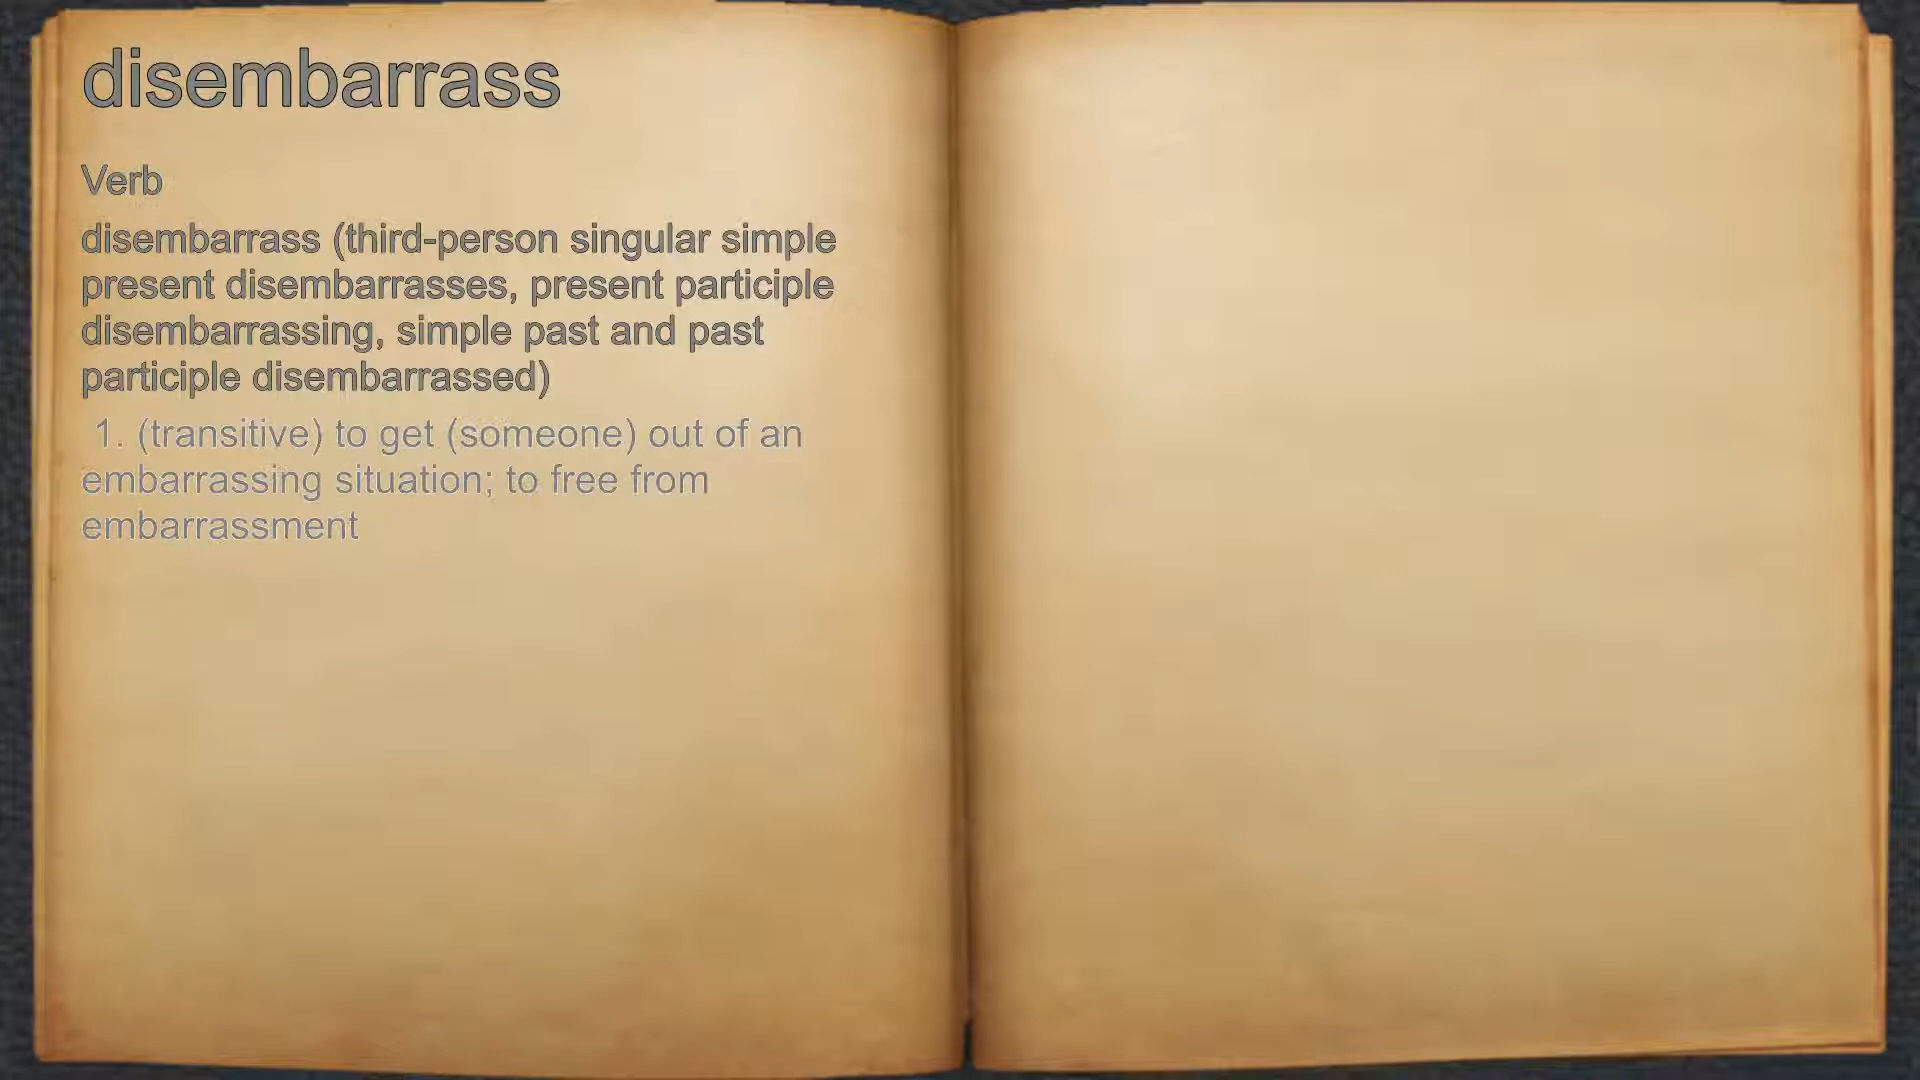 disembarrass
Verb
disembarrass (third-person singular simple
present disembarrasses, present participle
disembarrassing, simple past and past
participle disembarrassed)
1. (transitive) to get (someone) out of an
embarrassing situation; to free from
embarrassment